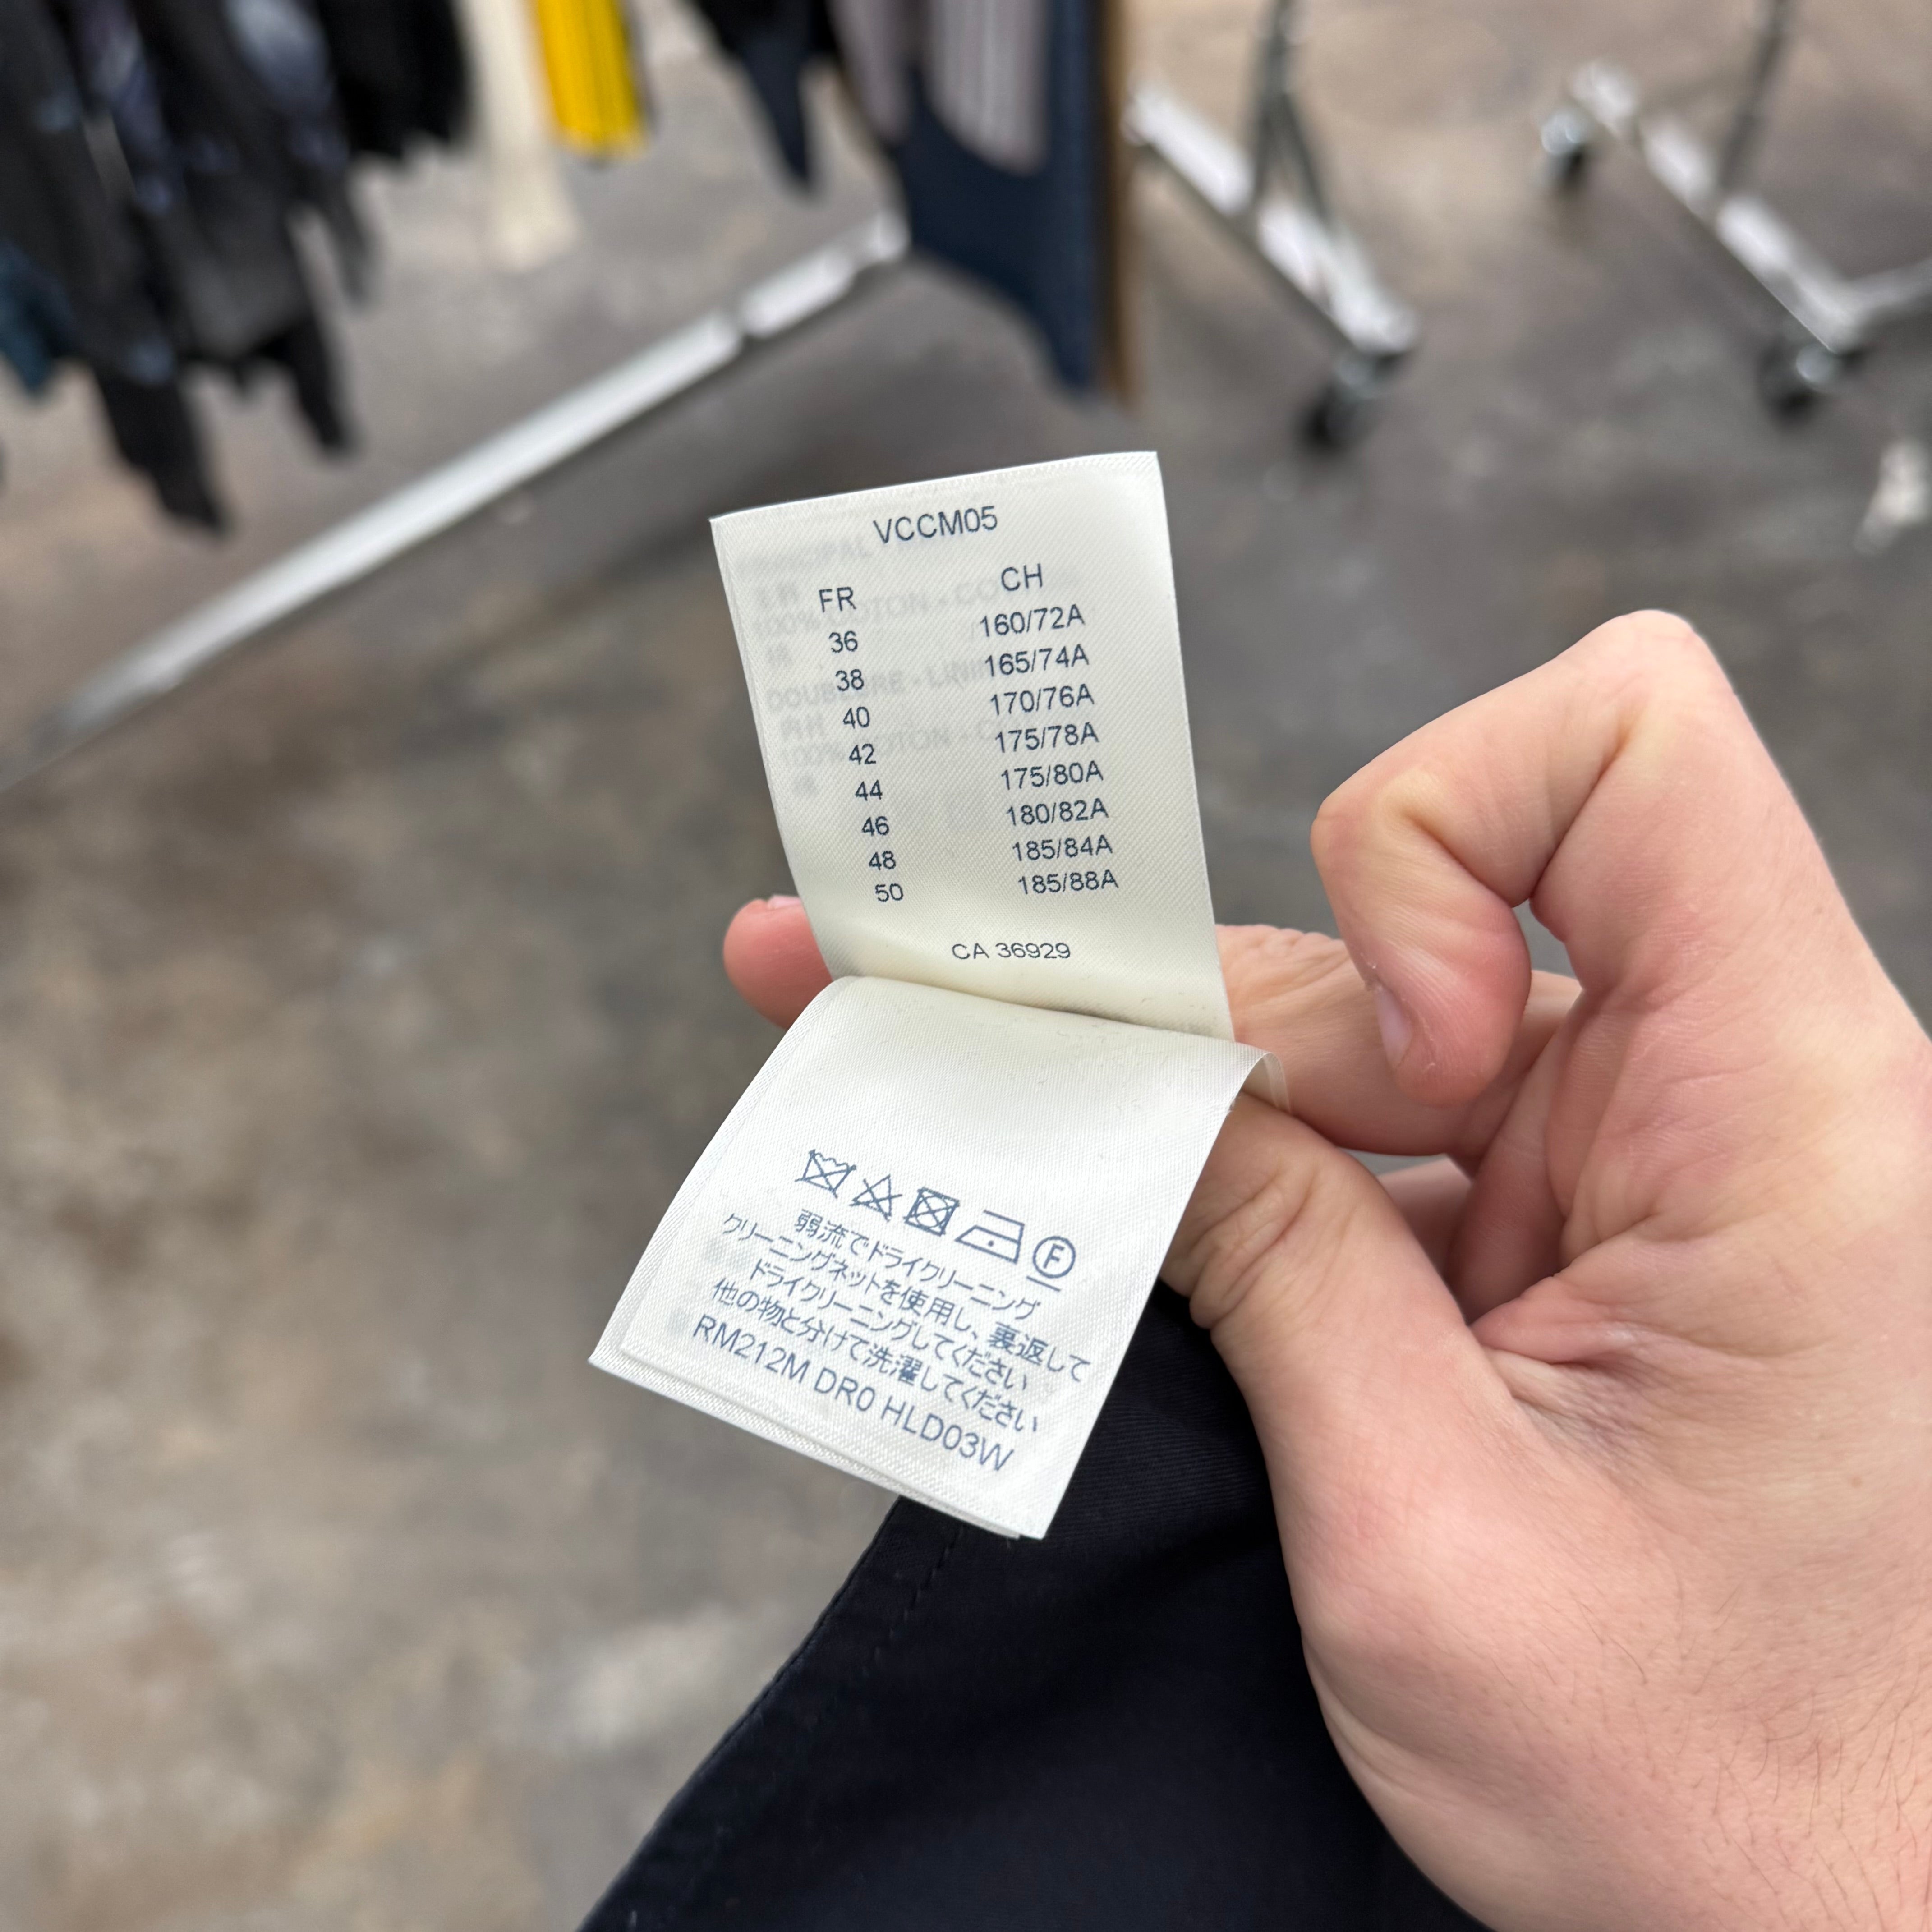 VCCM05
FR CH
36 160/72A
38 165/74A
40 170/76A
42 175/78A
44 175/80A
46 180/82A
48 185/84A
50 185/88A
CA 36929
F
弱流でドライクリーニング
クリーニングネットを使用し、裏返して
ドライクリーニングしてください
他の物と分けて洗濯してください
RM212M DR0 HLD03W